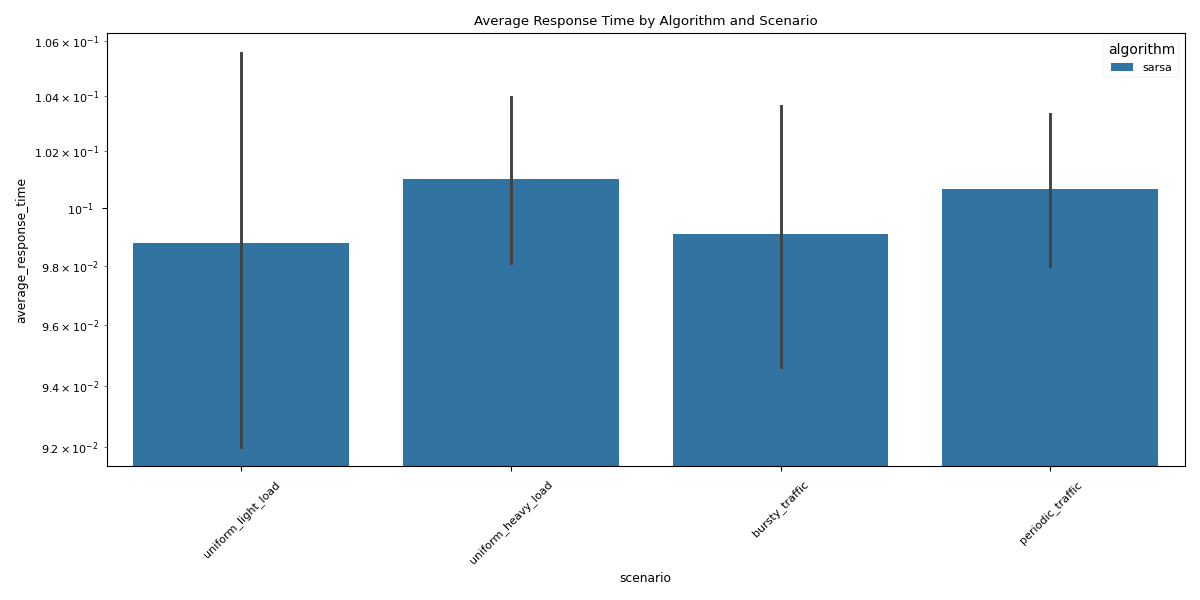 Average Response Time by Algorithm and Scenario
algorithm
sarsa
average_response_time
1.06 × 10⁻¹
1.04 × 10⁻¹
1.02 × 10⁻¹
10⁻¹
9.8 × 10⁻²
9.6 × 10⁻²
9.4 × 10⁻²
9.2 × 10⁻²
uniform_light_load
uniform_heavy_load
bursty_traffic
periodic_traffic
scenario